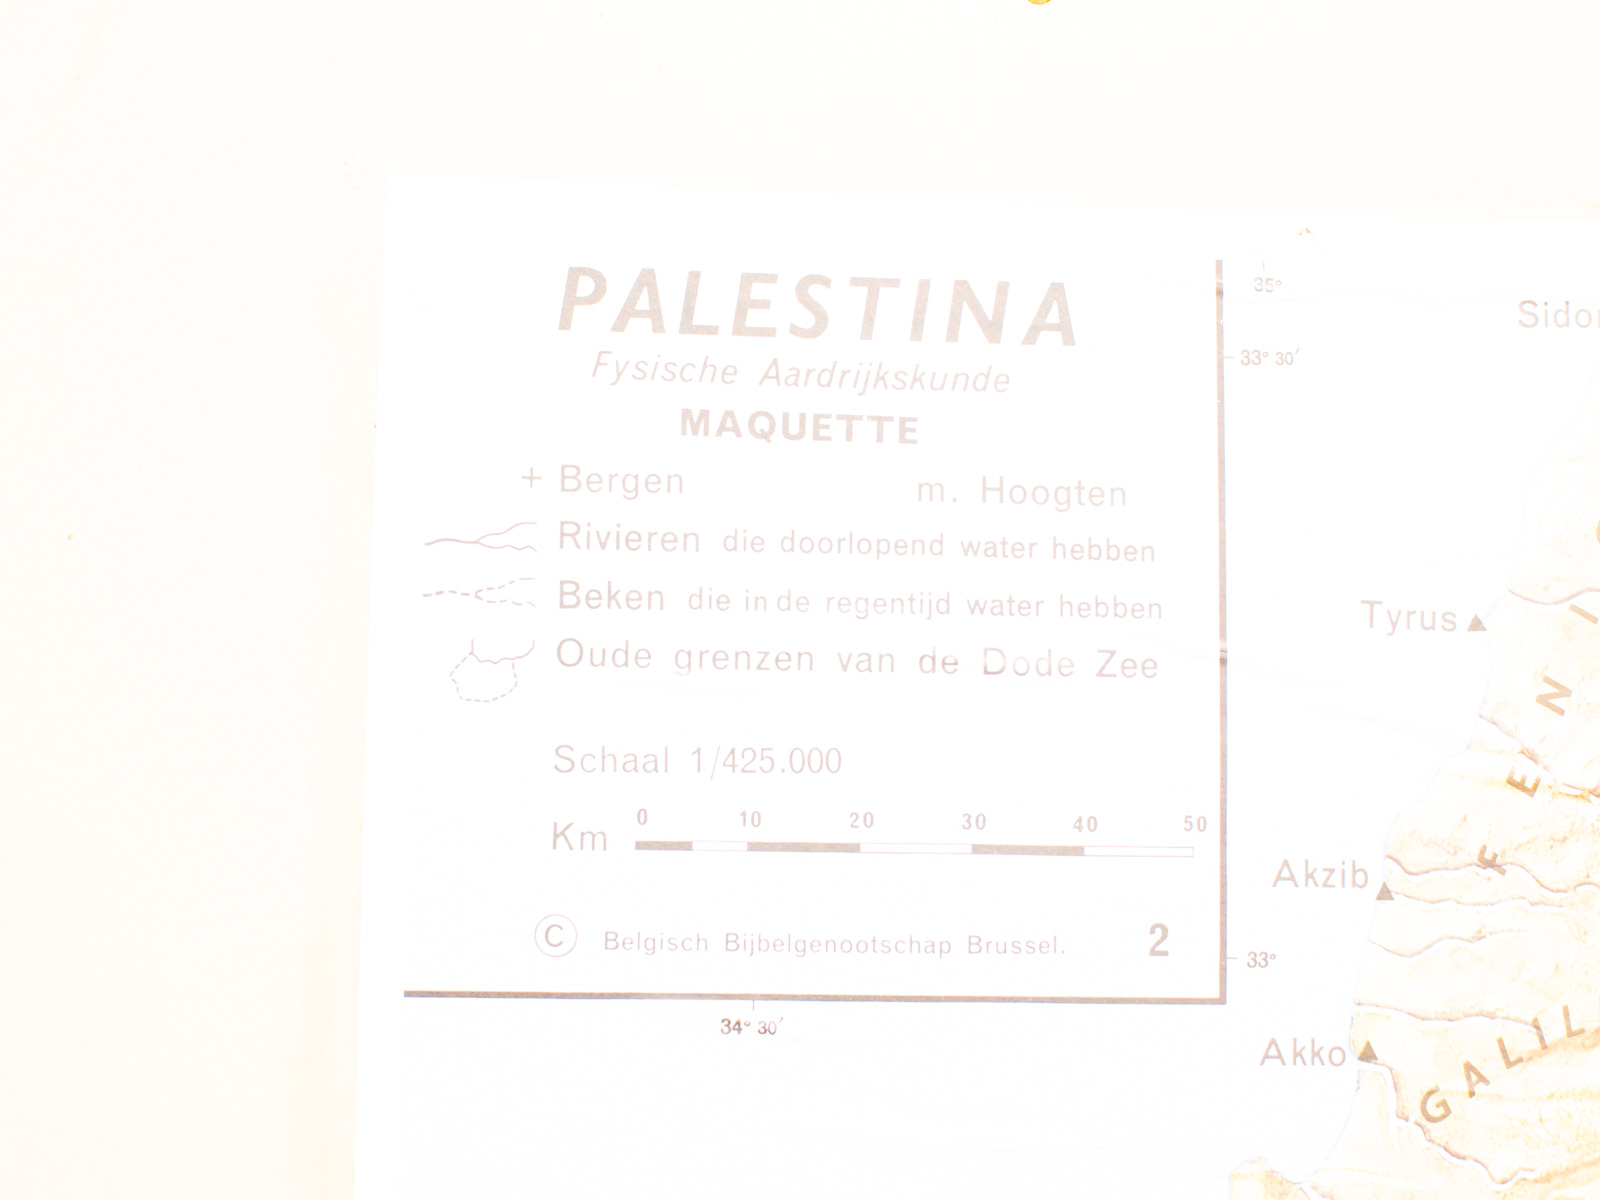 PALESTINA
Fysische Aardrijkskunde
MAQUETTE
+ Bergen m. Hoogten
Rivieren die doorlopend water hebben
Beken die in de regentijd water hebben
Oude grenzen van de Dode Zee
Schaal 1/425.000
Km 0 10 20 30 40 50
© Belgisch Bijbelgenootschap Brussel. 2
35°
33° 30′
33°
34° 30′
Tyrus
Akzib
Akko